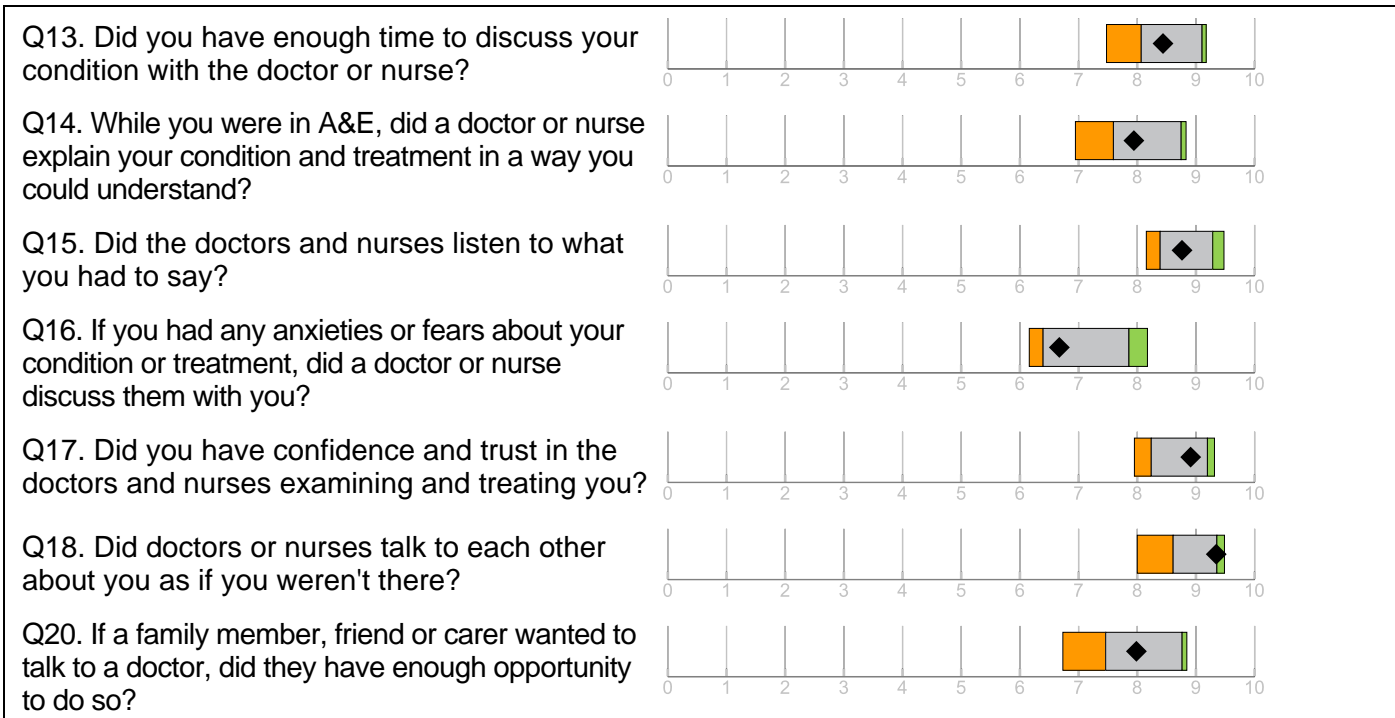 Q13. Did you have enough time to discuss your
condition with the doctor or nurse?
0 1 2 3 4 5 6 7 8 9 10
Q14. While you were in A&E, did a doctor or nurse
explain your condition and treatment in a way you
could understand?
0 1 2 3 4 5 6 7 8 9 10
Q15. Did the doctors and nurses listen to what
you had to say?
0 1 2 3 4 5 6 7 8 9 10
Q16. If you had any anxieties or fears about your
condition or treatment, did a doctor or nurse
discuss them with you?
0 1 2 3 4 5 6 7 8 9 10
Q17. Did you have confidence and trust in the
doctors and nurses examining and treating you?
0 1 2 3 4 5 6 7 8 9 10
Q18. Did doctors or nurses talk to each other
about you as if you weren't there?
0 1 2 3 4 5 6 7 8 9 10
Q20. If a family member, friend or carer wanted to
talk to a doctor, did they have enough opportunity
to do so?
0 1 2 3 4 5 6 7 8 9 10